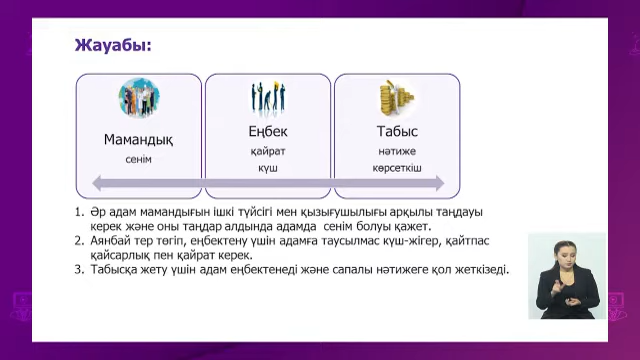 Жауабы:
Мамандық
сенім
Еңбек
қайрат
күш
Табыс
нәтиже
көрсеткіш
1. Әр адам мамандығын ішкі түйсігі мен қызығушылығы арқылы таңдауы
керек және оны таңдар алдында адамда сенім болуы қажет.
2. Аянбай тер төгіп, еңбектену үшін адамға таусылмас күш-жігер, қайтпас
қайсарлық пен қайрат керек.
3. Табысқа жету үшін адам еңбектенеді және сапалы нәтижеге қол жеткізеді.